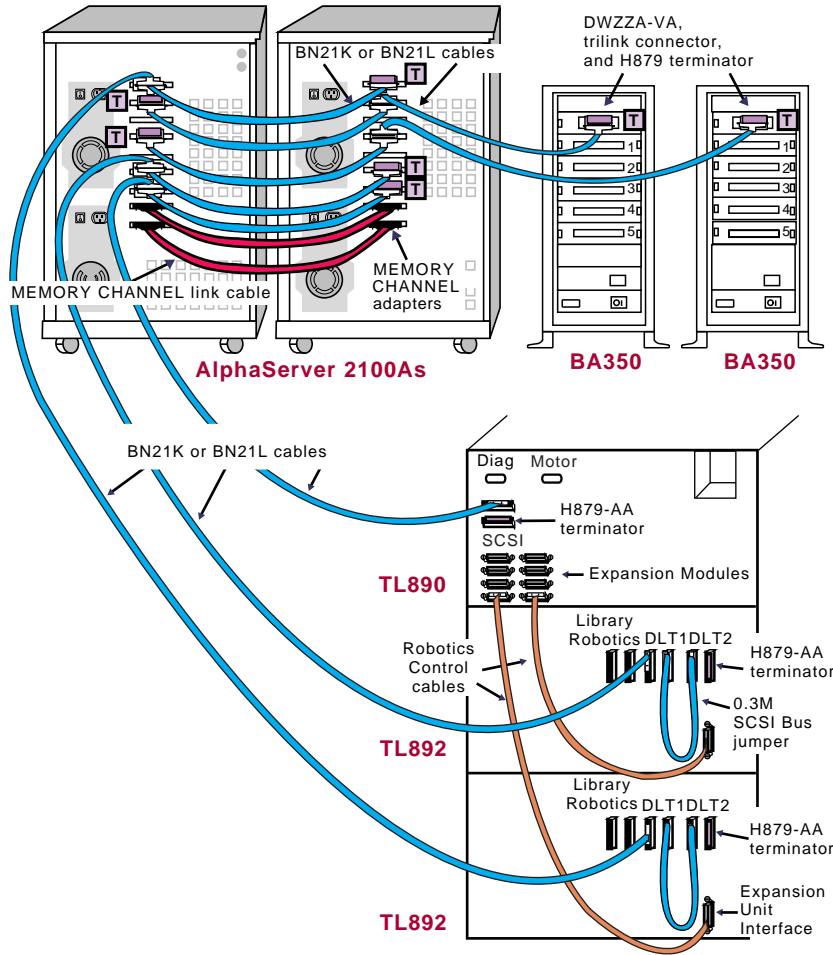 DWZZA-VA,
trilink connector,
and H879 terminator
BN21K or BN21L cables
T
T
T
T
T
T
T
1
2
3
4
5
1
2
3
4
5
MEMORY CHANNEL link cable
MEMORY
CHANNEL
adapters
AlphaServer 2100As
BA350
BA350
BN21K or BN21L cables
Diag
Motor
H879-AA
terminator
SCSI
Expansion Modules
TL890
Robotics
Control
cables
Library
Robotics DLT1 DLT2
H879-AA
terminator
0.3M
SCSI Bus
jumper
TL892
Library
Robotics DLT1 DLT2
H879-AA
terminator
Expansion
Unit
Interface
TL892